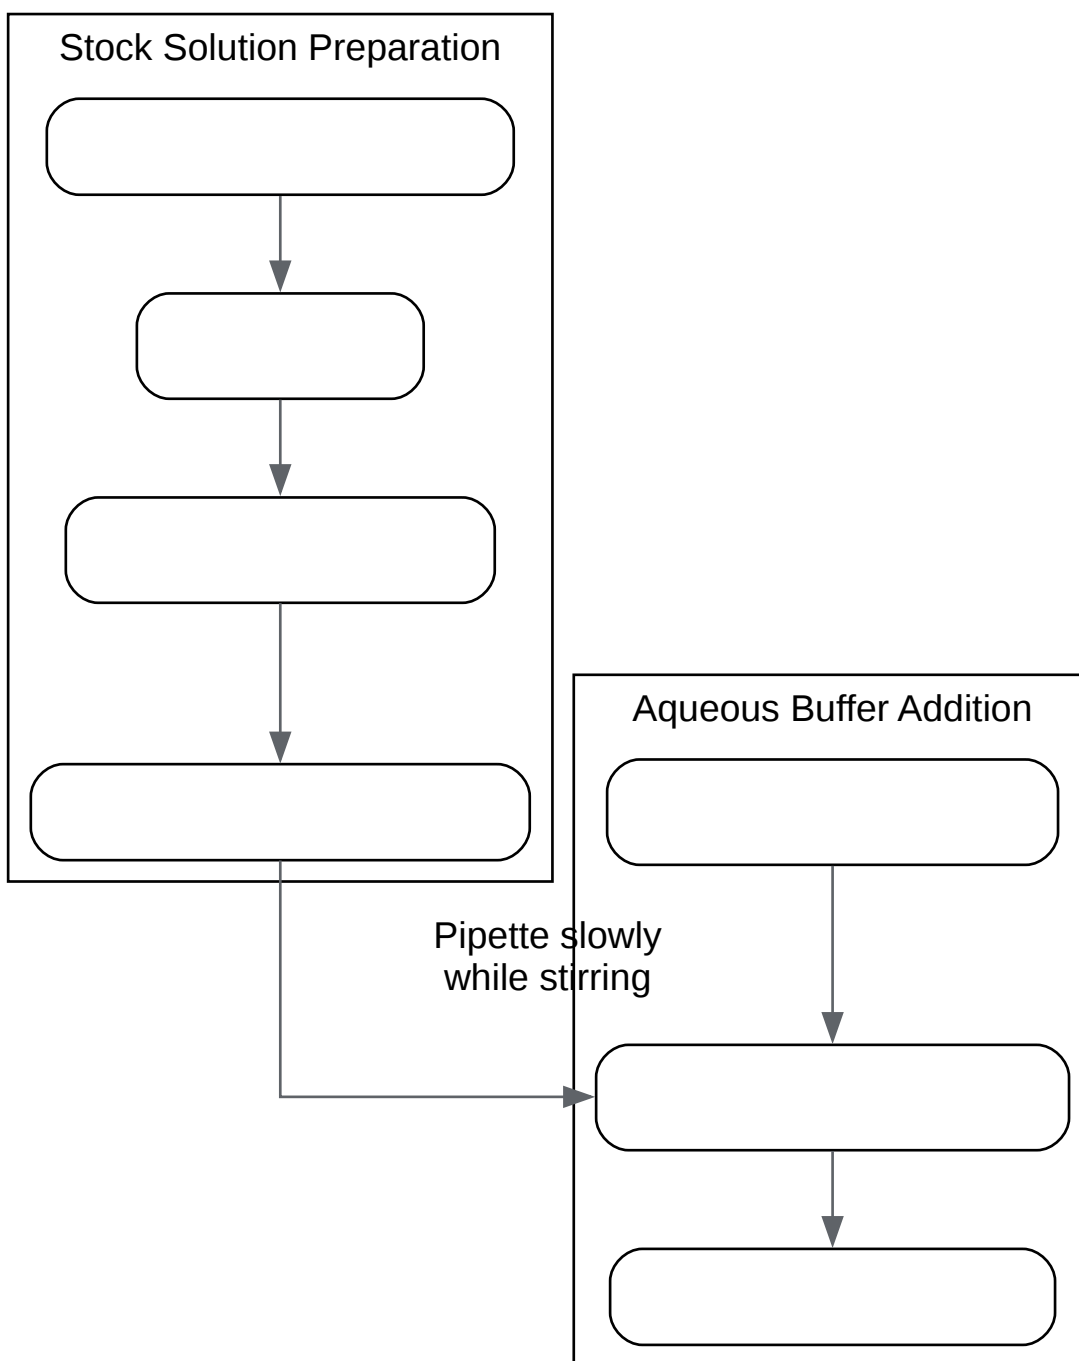 Stock Solution Preparation
Aqueous Buffer Addition
Pipette slowly
while stirring